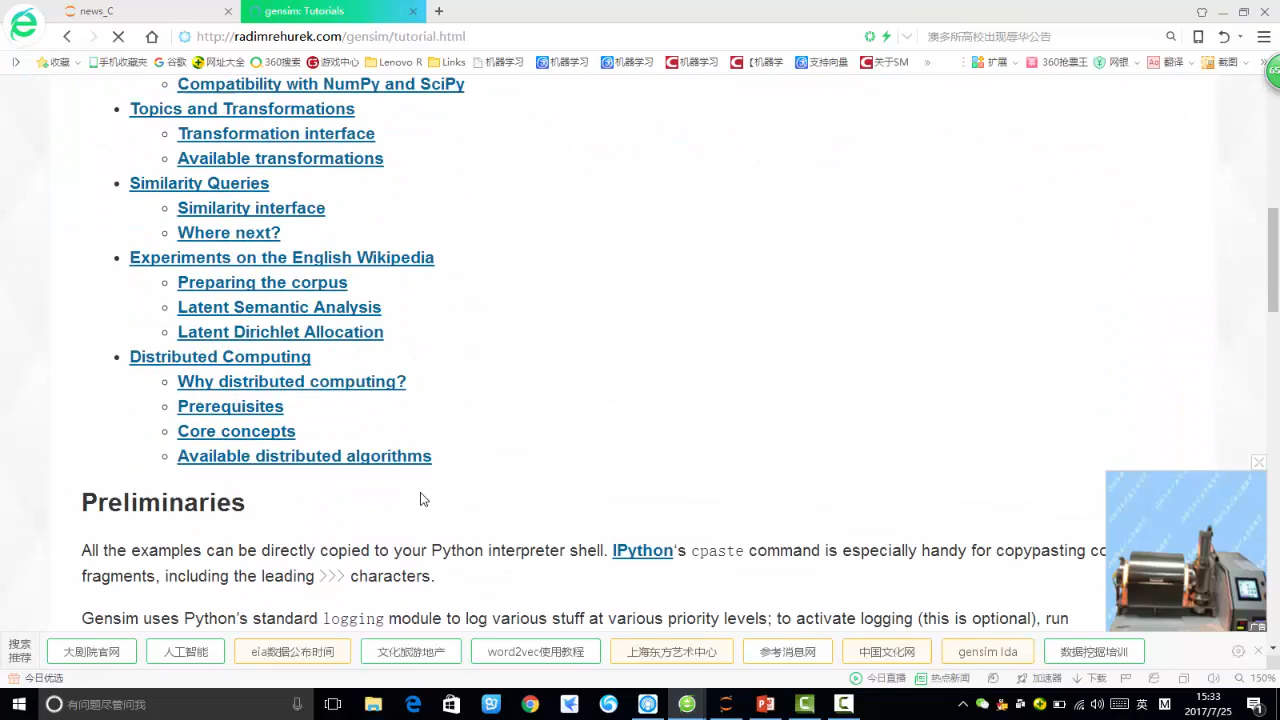 news_C
gensim: Tutorials
http://radimrehurek.com/gensim/tutorial.html
澳多所高校出现辱华公告
65
收藏
手机收藏夹
谷歌
网址大全
360搜索
游戏中心
Lenovo R
Links
机器学习
机器学习
机器学习
机器学习
【机器学
支持向量
关于SM
扩展
360抢票王
网银
翻译
截图
Compatibility with NumPy and SciPy
Topics and Transformations
Transformation interface
Available transformations
Similarity Queries
Similarity interface
Where next?
Experiments on the English Wikipedia
Preparing the corpus
Latent Semantic Analysis
Latent Dirichlet Allocation
Distributed Computing
Why distributed computing?
Prerequisites
Core concepts
Available distributed algorithms
Preliminaries
All the examples can be directly copied to your Python interpreter shell. IPython's cpaste command is especially handy for copypasting co
fragments, including the leading >>> characters.
Gensim uses Python's standard logging module to log various stuff at various priority levels; to activate logging (this is optional), run
广告
搜索
推荐
大剧院官网
人工智能
eia数据公布时间
文化旅游地产
word2vec使用教程
上海东方艺术中心
参考消息网
中国文化网
gensim lda
数据挖掘培训
今日优选
今日直播
热点新闻
加速器
下载
150%
有问题尽管问我
英
M
15:33
2017/7/25